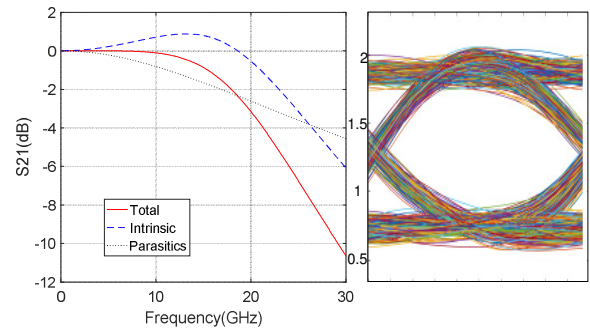 2
0
-2
-4
-6
-8
-10
-12
S21(dB)
Total
Intrinsic
Parasitics
0 10 20 30
Frequency(GHz)
2
1.5
1
0.5